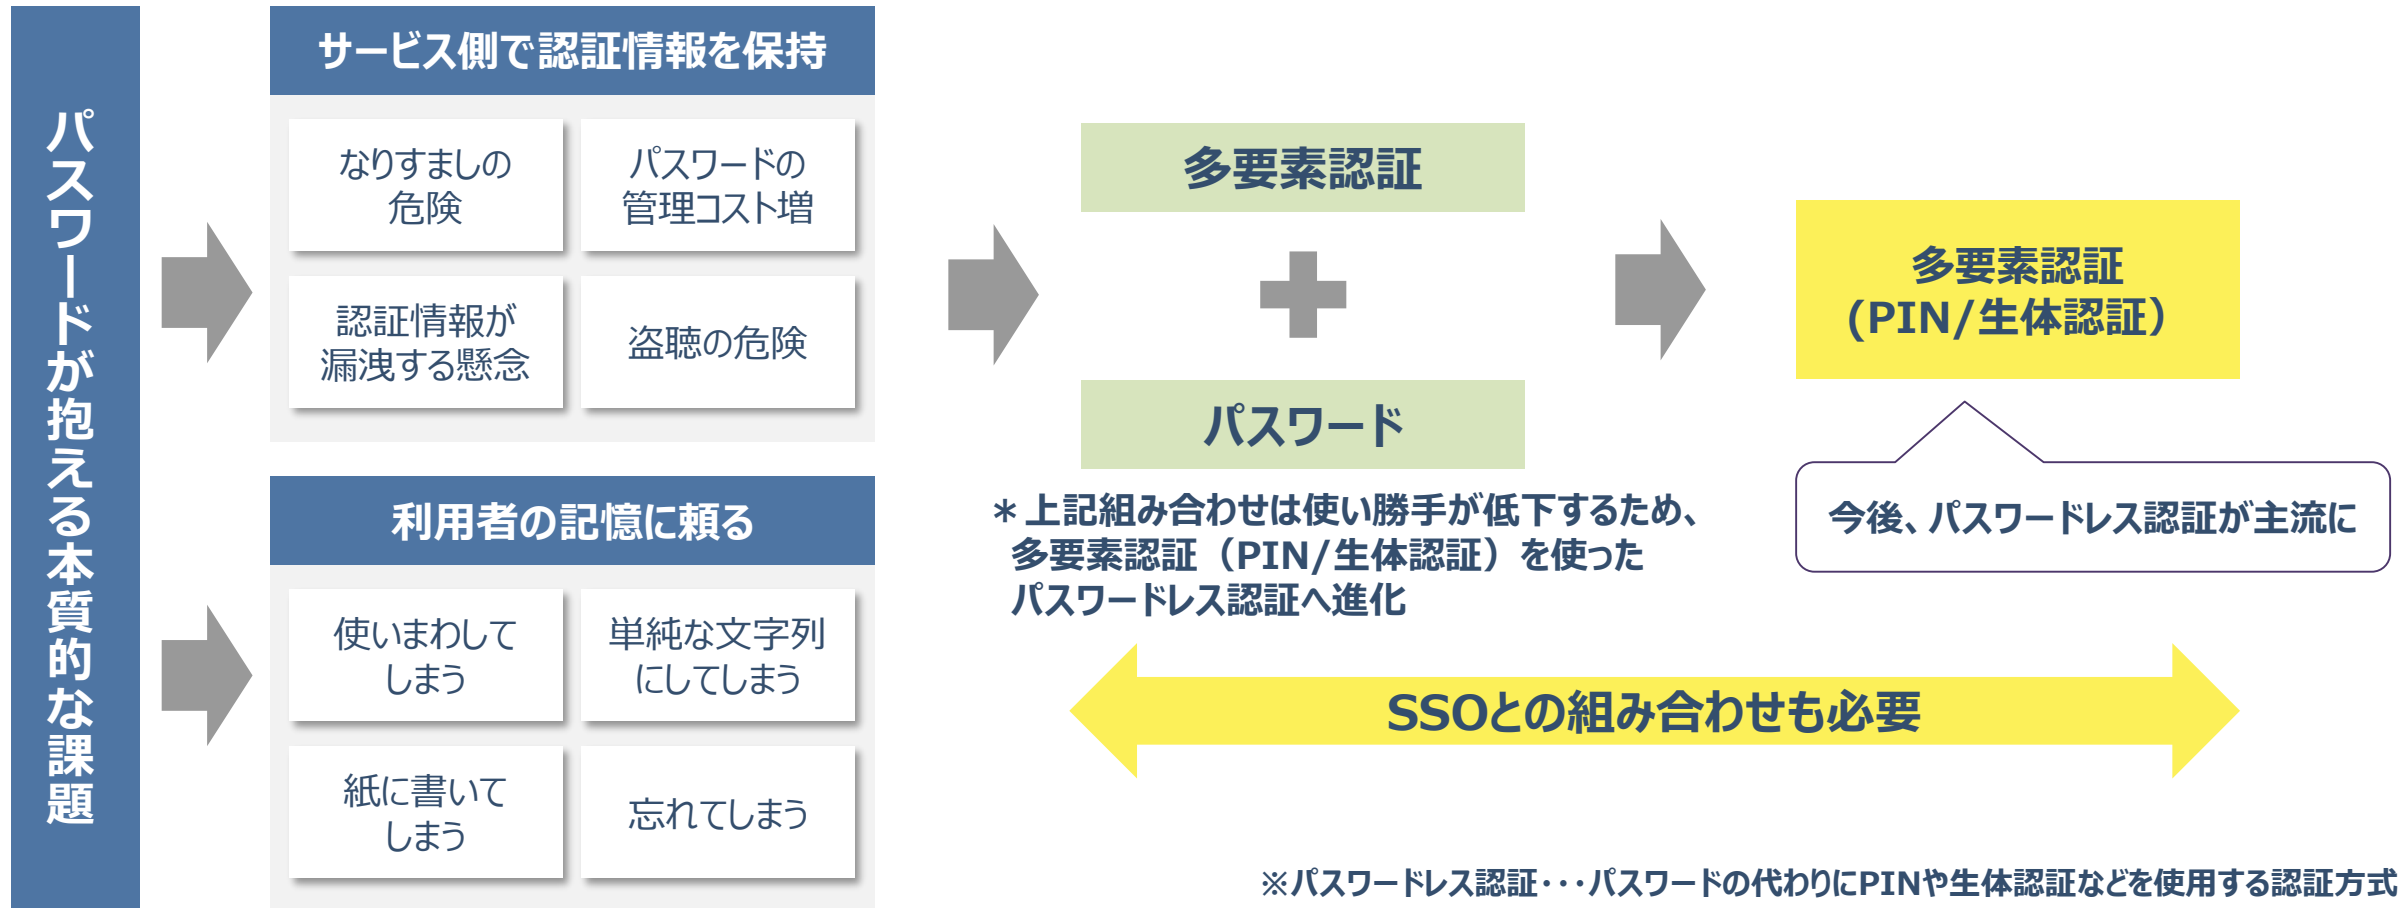 パスワードが抱える本質的な課題
サービス側で認証情報を保持
なりすましの
危険
パスワードの
管理コスト増
認証情報が
漏洩する懸念
盗聴の危険
利用者の記憶に頼る
使いまわして
しまう
単純な文字列
にしてしまう
紙に書いて
しまう
忘れてしまう
多要素認証
パスワード
＊上記組み合わせは使い勝手が低下するため、
多要素認証（PIN/生体認証）を使った
パスワードレス認証へ進化
多要素認証
(PIN/生体認証）
今後、パスワードレス認証が主流に
SSOとの組み合わせも必要
※パスワードレス認証・・・パスワードの代わりにPINや生体認証などを使用する認証方式